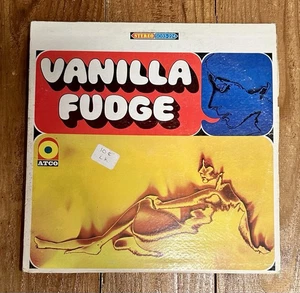 STEREO
VANILLA
FUDGE
ATCO